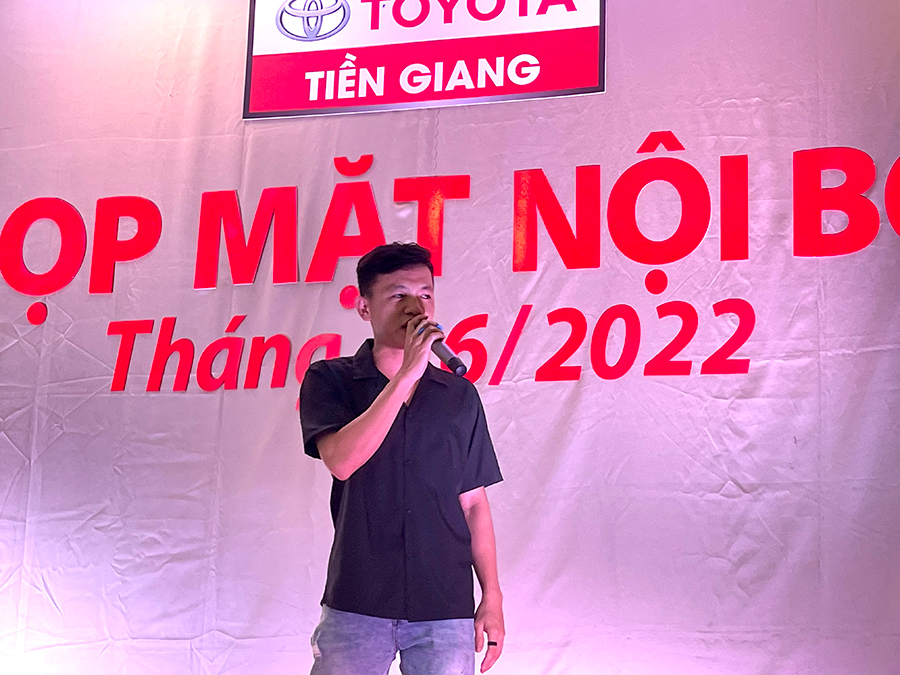 TOYOTA
TIỀN GIANG
ỌP MẶT NỘI B
Tháng 6/2022